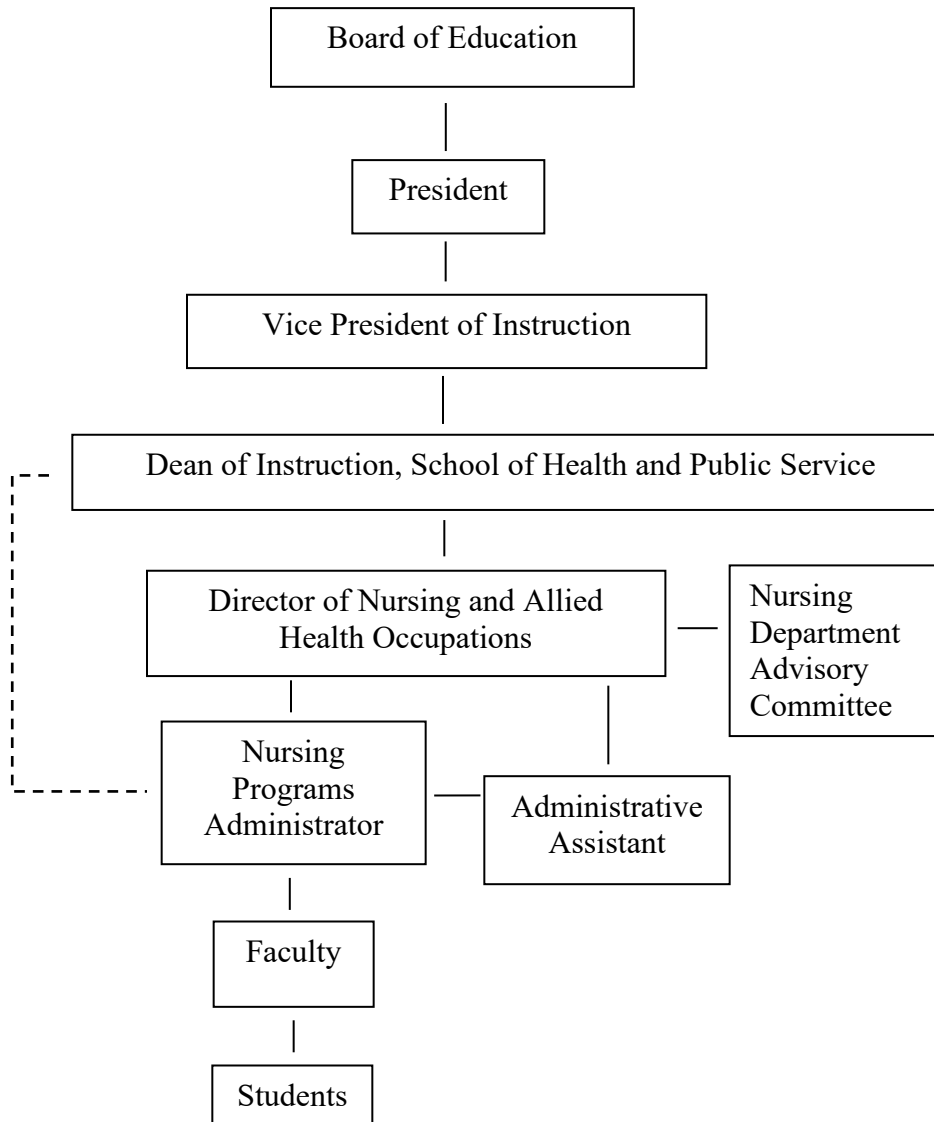 Board of Education
President
Vice President of Instruction
Dean of Instruction, School of Health and Public Service
Director of Nursing and Allied
Health Occupations
Nursing
Department
Advisory
Committee
Nursing
Programs
Administrator
Administrative
Assistant
Faculty
Students